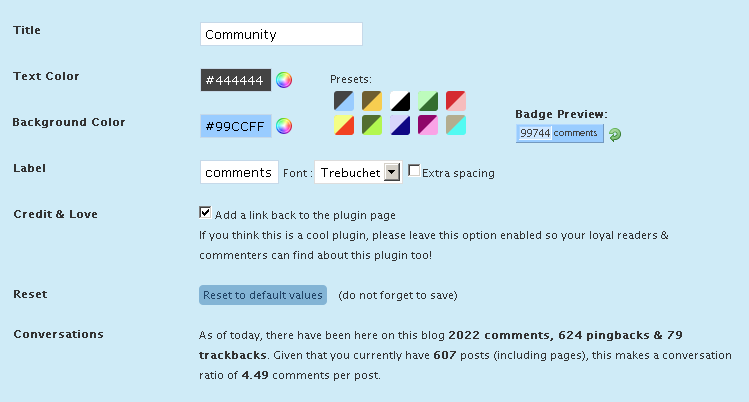 Title
Community
Text Color
#444444
Presets:
Background Color
#99CCFF
Badge Preview:
99744 comments
Label
comments
Font :
Trebuchet
Extra spacing
Credit & Love
Add a link back to the plugin page
If you think this is a cool plugin, please leave this option enabled so your loyal readers &
commenters can find about this plugin too!
Reset
Reset to default values
(do not forget to save)
Conversations
As of today, there have been here on this blog 2022 comments, 624 pingbacks & 79
trackbacks. Given that you currently have 607 posts (including pages), this makes a conversation
ratio of 4.49 comments per post.